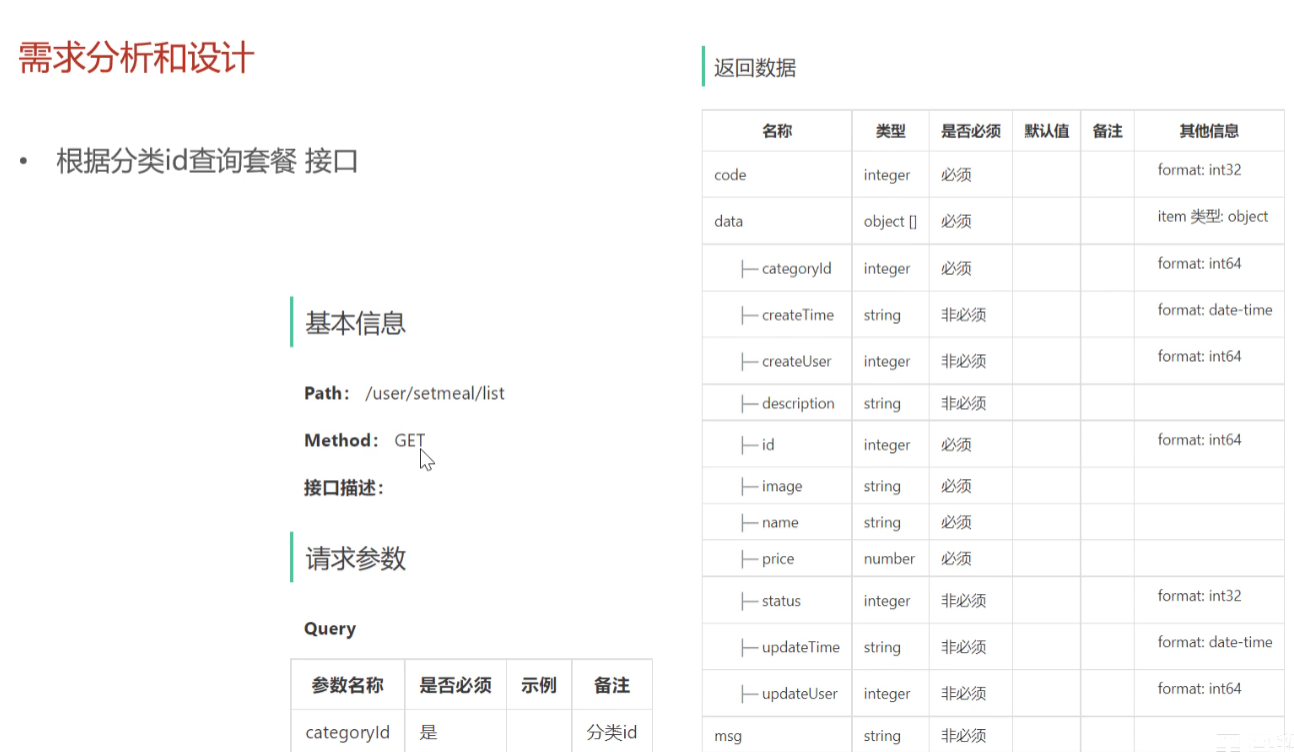 需求分析和设计
• 根据分类id查询套餐 接口
基本信息
Path： /user/setmeal/list
Method： GET
接口描述：
请求参数
Query
参数名称 是否必须 示例 备注
categoryId 是 分类id
返回数据
名称 类型 是否必须 默认值 备注 其他信息
code integer 必须 format: int32
data object [] 必须 item 类型: object
├─ categoryId integer 必须 format: int64
├─ createTime string 非必须 format: date-time
├─ createUser integer 非必须 format: int64
├─ description string 非必须
├─ id integer 必须 format: int64
├─ image string 必须
├─ name string 必须
├─ price number 必须
├─ status integer 非必须 format: int32
├─ updateTime string 非必须 format: date-time
├─ updateUser integer 非必须 format: int64
msg string 非必须